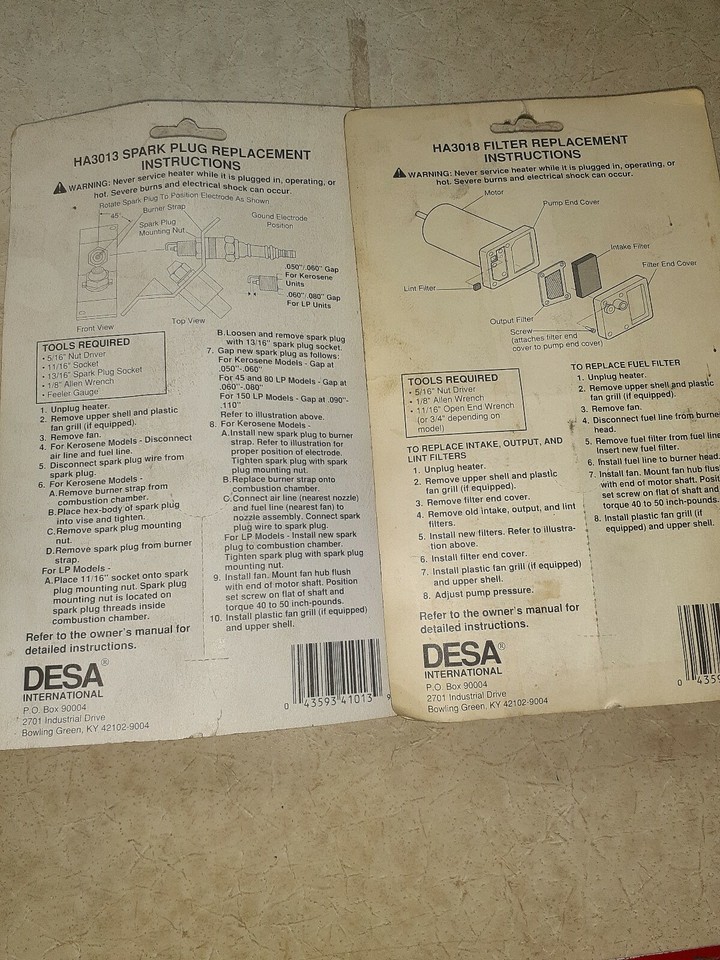 HA3013 SPARK PLUG REPLACEMENT
INSTRUCTIONS
WARNING: Never service heater while it is plugged in, operating, or
hot. Severe burns and electrical shock can occur.
Rotate Spark Plug To Position Electrode As Shown
45°
Burner Strap
Spark Plug
Mounting Nut
Gound Electrode
Position
.050"/.060" Gap
For Kerosene
Units
.060"/.080" Gap
For LP Units
Front View
Top View
TOOLS REQUIRED
• 5/16" Nut Driver
• 11/16" Socket
• 13/16" Spark Plug Socket
• 1/8" Allen Wrench
• Feeler Gauge
1. Unplug heater.
2. Remove upper shell and plastic
fan grill (if equipped).
3. Remove fan.
4. For Kerosene Models - Disconnect
air line and fuel line.
5. Disconnect spark plug wire from
spark plug.
6. For Kerosene Models -
A. Remove burner strap from
combustion chamber.
B. Place hex-body of spark plug
into vise and tighten.
C. Remove spark plug mounting
nut.
D. Remove spark plug from burner
strap.
For LP Models -
A. Place 11/16" socket onto spark
plug mounting nut. Spark plug
mounting nut is located on
spark plug threads inside
combustion chamber.
B. Loosen and remove spark plug
with 13/16" spark plug socket.
7. Gap new spark plug as follows:
For Kerosene Models - Gap at
.050"-.060"
For 45 and 80 LP Models - Gap at
.060"-.080"
For 150 LP Models - Gap at .090"-
.110"
Refer to illustration above.
8. For Kerosene Models -
A. Install new spark plug to burner
strap. Refer to illustration for
proper position of electrode.
Tighten spark plug with spark
plug mounting nut.
B. Replace burner strap onto
combustion chamber.
C. Connect air line (nearest nozzle)
and fuel line (nearest fan) to
nozzle assembly. Connect spark
plug wire to spark plug.
For LP Models - Install new spark
plug to combustion chamber.
Tighten spark plug with spark plug
mounting nut.
9. Install fan. Mount fan hub flush
with end of motor shaft. Position
set screw on flat of shaft and
torque 40 to 50 inch-pounds.
10. Install plastic fan grill (if equipped)
and upper shell.
Refer to the owner's manual for
detailed instructions.
DESA®
INTERNATIONAL
P.O. Box 90004
2701 Industrial Drive
Bowling Green, KY 42102-9004
0 43593 41013 9
HA3018 FILTER REPLACEMENT
INSTRUCTIONS
WARNING: Never service heater while it is plugged in, operating, or
hot. Severe burns and electrical shock can occur.
Motor
Pump End Cover
Intake Filter
Filter End Cover
Lint Filter
Output Filter
Screw
(attaches filter end
cover to pump end cover)
TOOLS REQUIRED
• 5/16" Nut Driver
• 1/8" Allen Wrench
• 11/16" Open End Wrench
(or 3/4" depending on
model)
TO REPLACE INTAKE, OUTPUT, AND
LINT FILTERS
1. Unplug heater.
2. Remove upper shell and plastic
fan grill (if equipped).
3. Remove filter end cover.
4. Remove old intake, output, and lint
filters.
5. Install new filters. Refer to illustra-
tion above.
6. Install filter end cover.
7. Install plastic fan grill (if equipped)
and upper shell.
8. Adjust pump pressure.
Refer to the owner's manual for
detailed instructions.
DESA®
INTERNATIONAL
P.O. Box 90004
2701 Industrial Drive
Bowling Green, KY 42102-9004
TO REPLACE FUEL FILTER
1. Unplug heater.
2. Remove upper shell and plastic
fan grill (if equipped).
3. Remove fan.
4. Disconnect fuel line from burn
head.
5. Remove fuel filter from fuel line
Insert new fuel filter.
6. Install fuel line to burner head.
7. Install fan. Mount fan hub flush
with end of motor shaft. Posit
set screw on flat of shaft and
torque 40 to 50 inch-pounds.
8. Install plastic fan grill (if
equipped) and upper shell.
0 4359